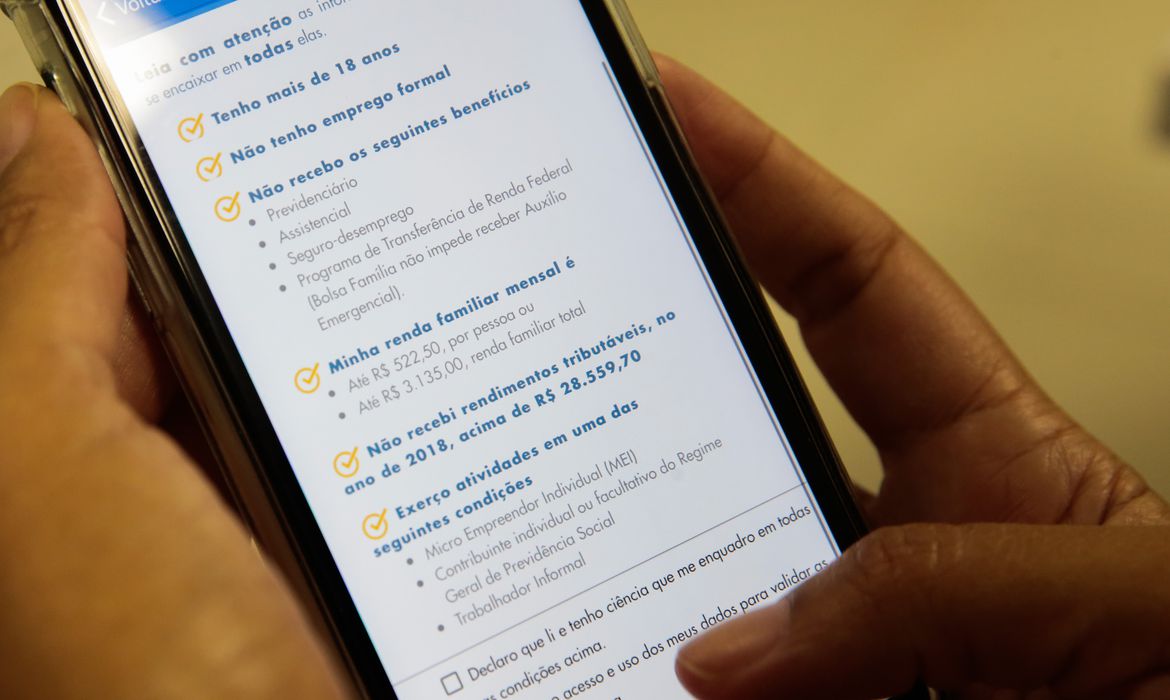 Leia com atenção as
se encaixar em todas elas.
Tenho mais de 18 anos
Não tenho emprego formal
Não recebo os seguintes benefícios
Previdenciário
Assistencial
Seguro-desemprego
Programa de Transferência de Renda Federal
(Bolsa Família não impede receber Auxílio
Emergencial).
Minha renda familiar mensal é
Até R$ 522,50, por pessoa ou
Até R$ 3.135,00, renda familiar total
Não recebi rendimentos tributáveis, no
ano de 2018, acima de R$ 28.559,70
Exerço atividades em uma das
seguintes condições
Micro Empreendor Individual (MEI)
Contribuinte individual ou facultativo do Regime
Geral de Previdência Social
Trabalhador Informal
Declaro que li e tenho ciência que me enquadro em todas
as condições acima.
o acesso e uso dos meus dados para validar as